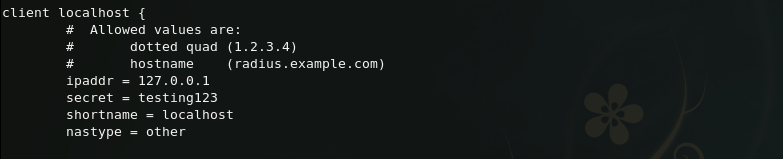 client localhost {
        #  Allowed values are:
        #       dotted quad (1.2.3.4)
        #       hostname    (radius.example.com)
        ipaddr = 127.0.0.1
        secret = testing123
        shortname = localhost
        nastype = other